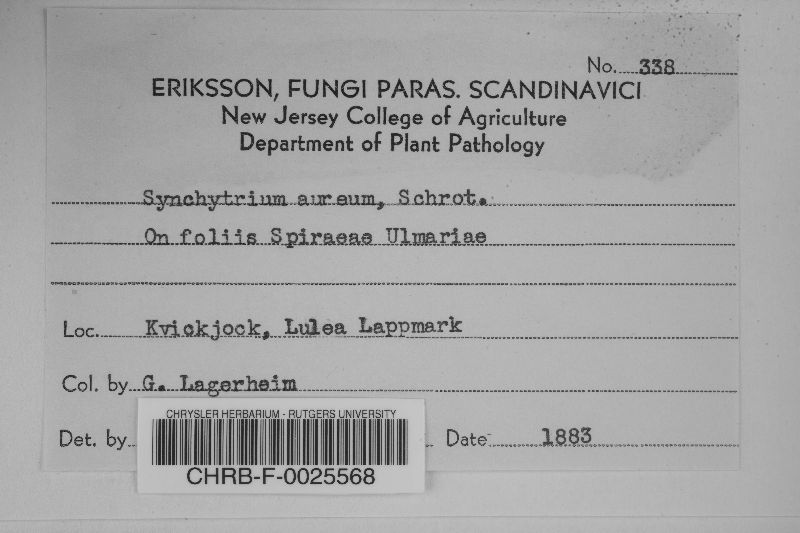 No. 338
ERIKSSON, FUNGI PARAS. SCANDINAVICI
New Jersey College of Agriculture
Department of Plant Pathology
Synchytrium aureum, Schrot.
On foliis Spiraeae Ulmariae
Loc. Kvickjock, Lulea Lappmark
Col. by G. Lagerheim
Det. by Date 1883
CHRYSLER HERBARIUM - RUTGERS UNIVERSITY
CHRB-F-0025568